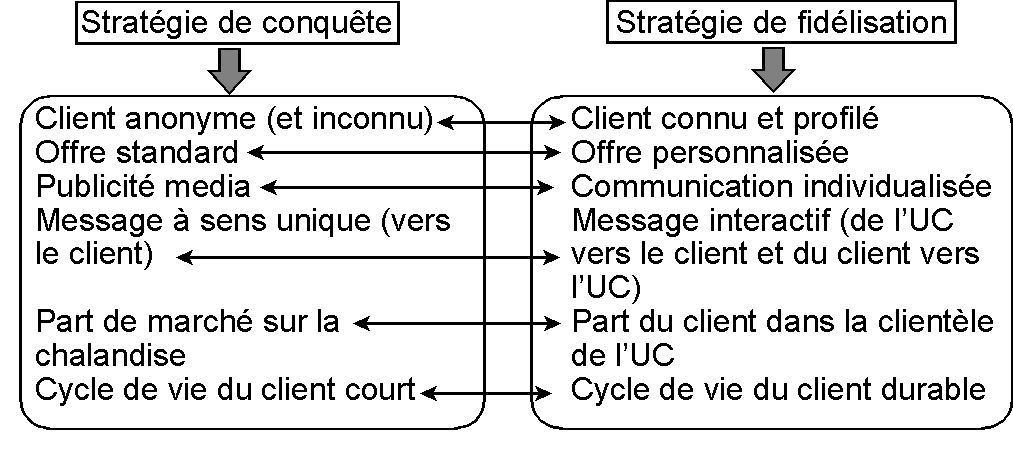 Stratégie de conquête
Stratégie de fidélisation
Client anonyme (et inconnu)
Offre standard
Publicité media
Message à sens unique (vers
le client)
Part de marché sur la
chalandise
Cycle de vie du client court
Client connu et profilé
Offre personnalisée
Communication individualisée
Message interactif (de l’UC
vers le client et du client vers
l’UC)
Part du client dans la clientèle
de l’UC
Cycle de vie du client durable